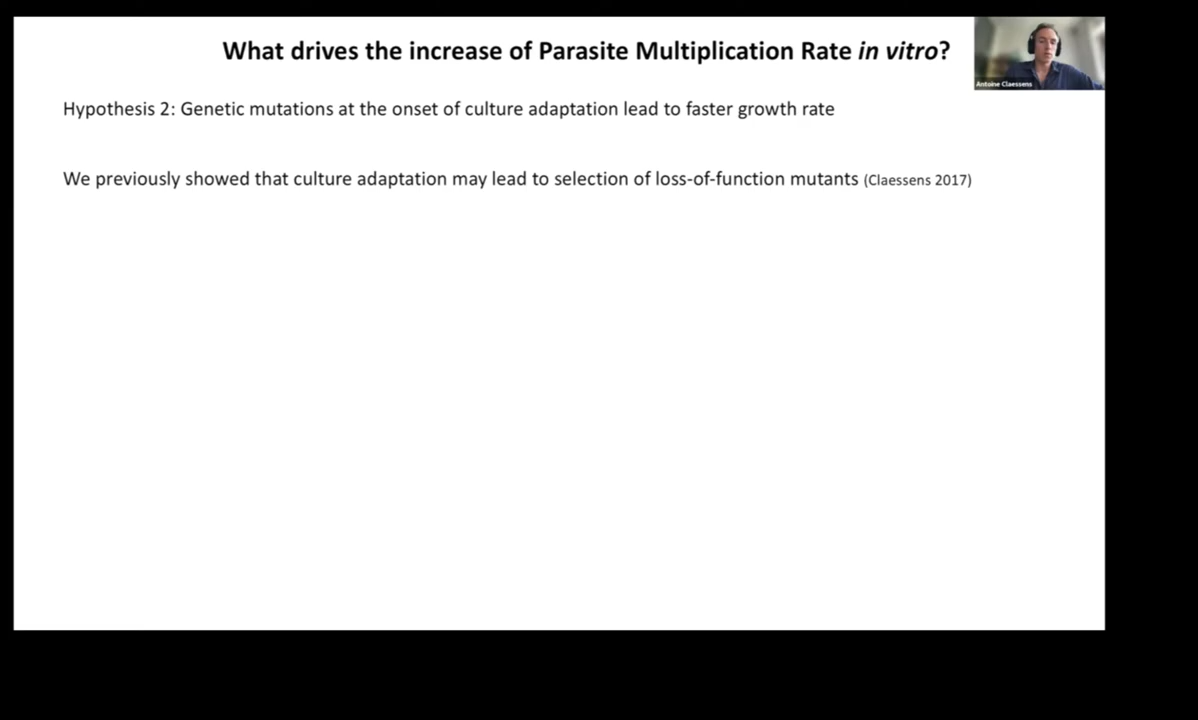 What drives the increase of Parasite Multiplication Rate in vitro?
Antoine Claessens
Hypothesis 2: Genetic mutations at the onset of culture adaptation lead to faster growth rate
We previously showed that culture adaptation may lead to selection of loss-of-function mutants (Claessens 2017)